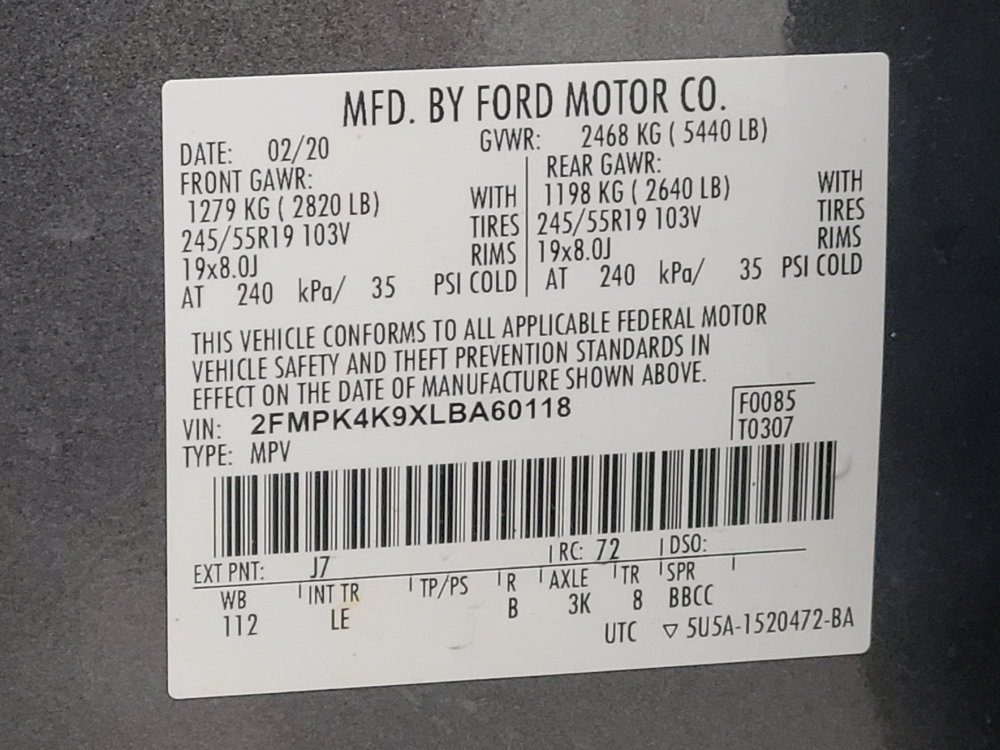 MFD. BY FORD MOTOR CO.
DATE: 02/20 GVWR: 2468 KG ( 5440 LB)
FRONT GAWR: REAR GAWR:
1279 KG ( 2820 LB) WITH 1198 KG ( 2640 LB) WITH
245/55R19 103V TIRES 245/55R19 103V TIRES
19x8.0J RIMS 19x8.0J RIMS
AT 240 kPa/ 35 PSI COLD AT 240 kPa/ 35 PSI COLD
THIS VEHICLE CONFORMS TO ALL APPLICABLE FEDERAL MOTOR
VEHICLE SAFETY AND THEFT PREVENTION STANDARDS IN
EFFECT ON THE DATE OF MANUFACTURE SHOWN ABOVE.
VIN: 2FMPK4K9XLBA60118 F0085
TYPE: MPV T0307
EXT PNT: J7 RC: 72 DSO:
WB INT TR TP/PS R AXLE TR SPR
112 LE B 3K 8 BBCC
UTC ▽ 5U5A-1520472-BA